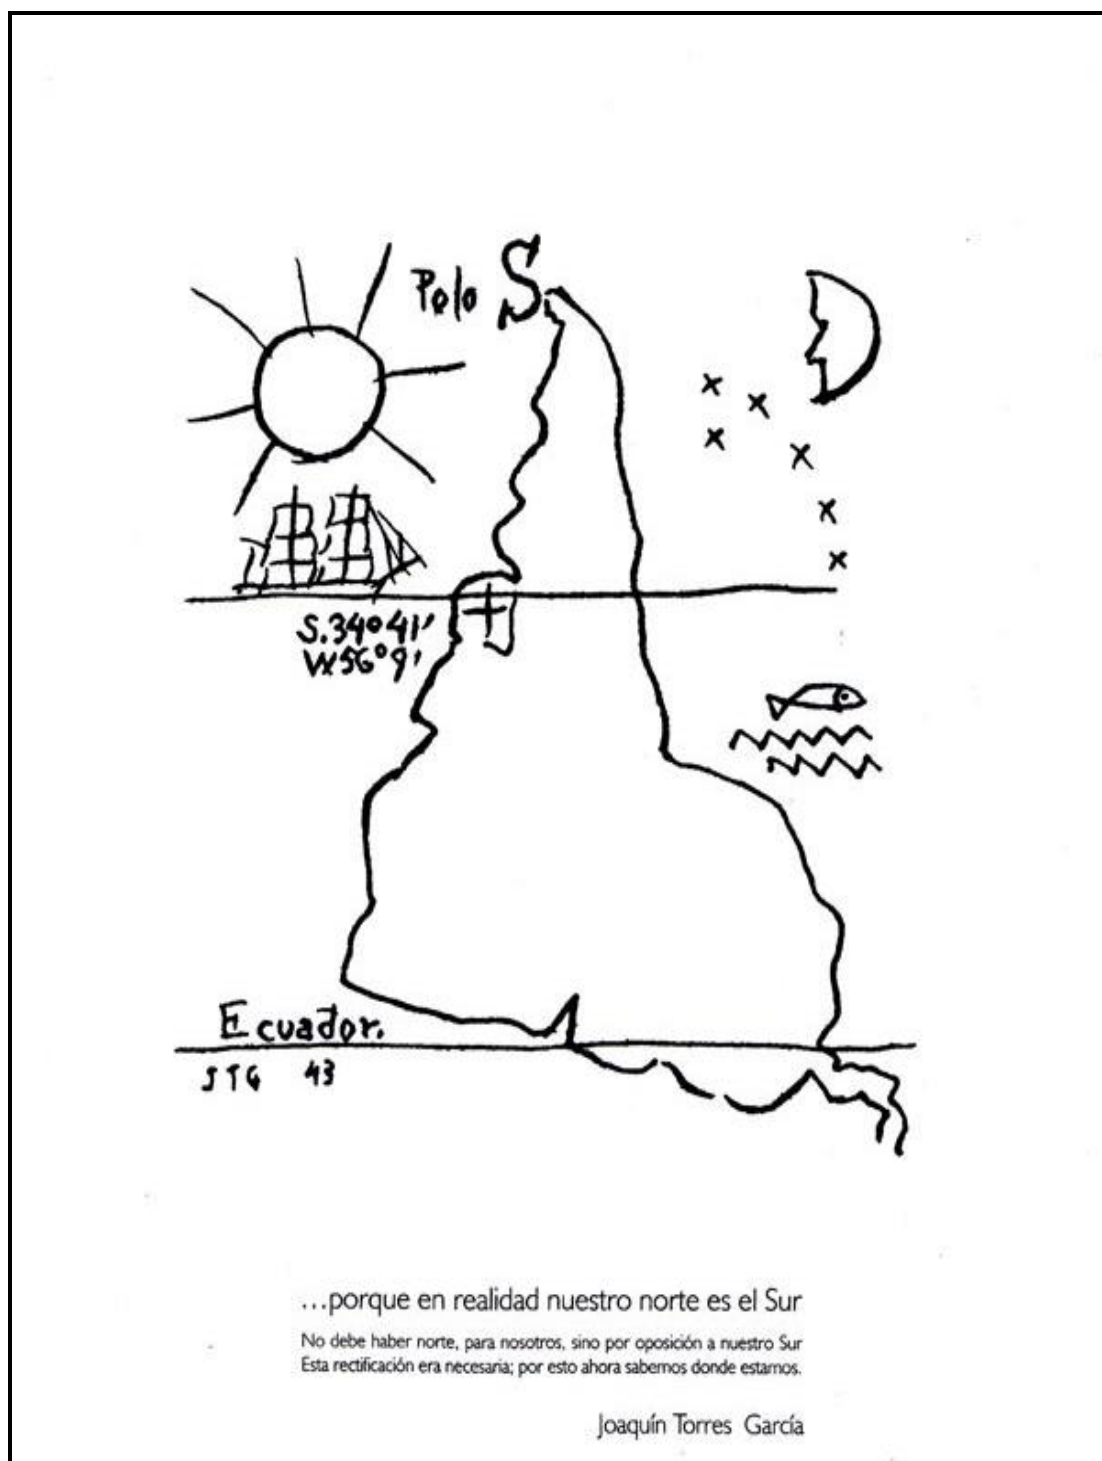 Polo S.
S. 34° 41'
W 56° 9'
Ecuador.
JTG 43
...porque en realidad nuestro norte es el Sur
No debe haber norte, para nosotros, sino por oposición a nuestro Sur
Esta rectificación era necesaria; por esto ahora sabemos donde estamos.
Joaquín Torres García